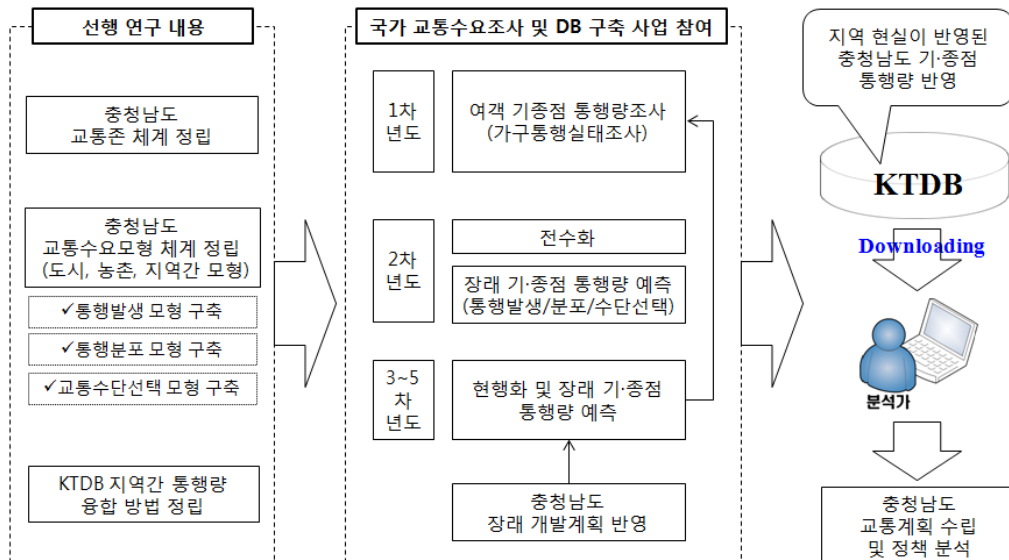 선행 연구 내용
충청남도
교통존 체계 정립
충청남도
교통수요모형 체계 정립
(도시, 농촌, 지역간 모형)
✓통행발생 모형 구축
✓통행분포 모형 구축
✓교통수단선택 모형 구축
KTDB 지역간 통행량
융합 방법 정립
국가 교통수요조사 및 DB 구축 사업 참여
1차
년도
여객 기종점 통행량조사
(가구통행실태조사)
2차
년도
전수화
장래 기·종점 통행량 예측
(통행발생/분포/수단선택)
3~5
차
년도
현행화 및 장래 기·종점
통행량 예측
충청남도
장래 개발계획 반영
지역 현실이 반영된
충청남도 기·종점
통행량 반영
KTDB
Downloading
분석가
충청남도
교통계획 수립
및 정책 분석